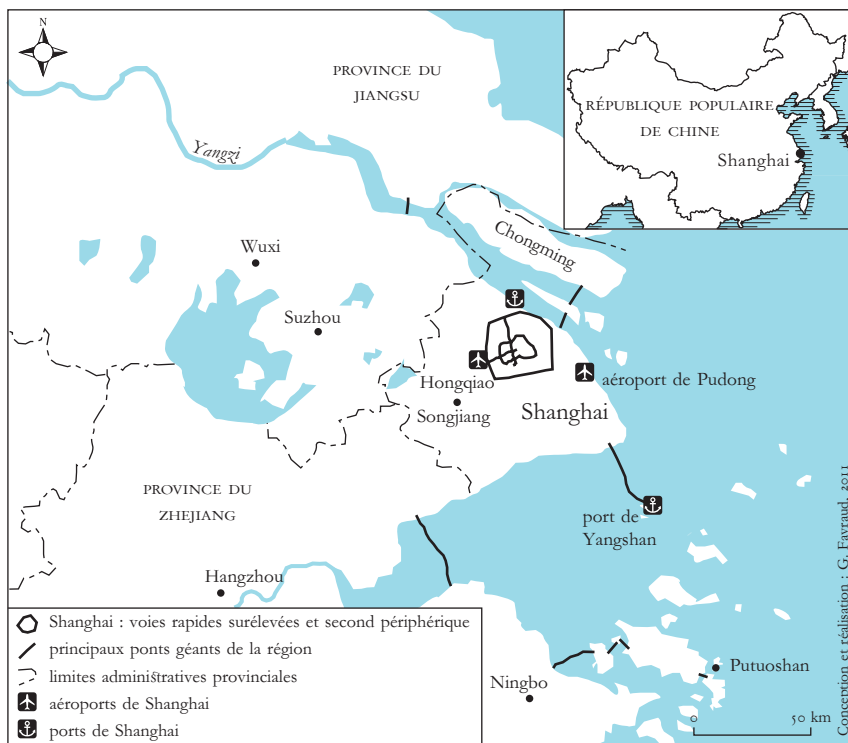 N
PROVINCE DU
JIANGSU
Yangzi
RÉPUBLIQUE POPULAIRE
DE CHINE
Shanghai
Chongming
Wuxi
Suzhou
Hongqiao
aéroport de Pudong
Songjiang
Shanghai
PROVINCE DU
ZHEJIANG
port de
Yangshan
Hangzhou
Shanghai : voies rapides surélevées et second périphérique
principaux ponts géants de la région
limites administratives provinciales
aéroports de Shanghai
ports de Shanghai
Ningbo
Putuoshan
0 50 km
Conception et réalisation : G. Favraud, 2011